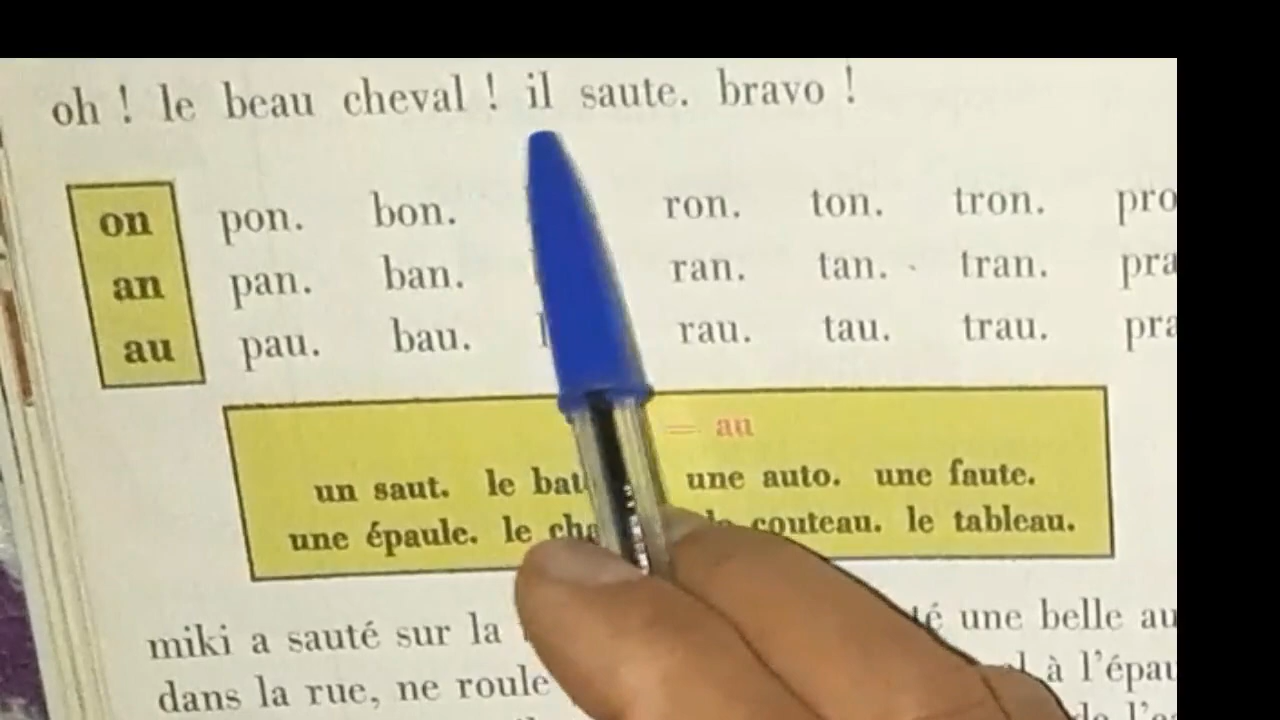 oh ! le beau cheval ! il saute. bravo !
on pon. bon. ron. ton. tron.
an pan. ban. ran. tan. tran.
au pau. bau. rau. tau. trau.
= au
un saut. le une auto. une faute.
une épaule. le couteau. le tableau.
miki a sauté sur la une belle
dans la rue, ne roule à